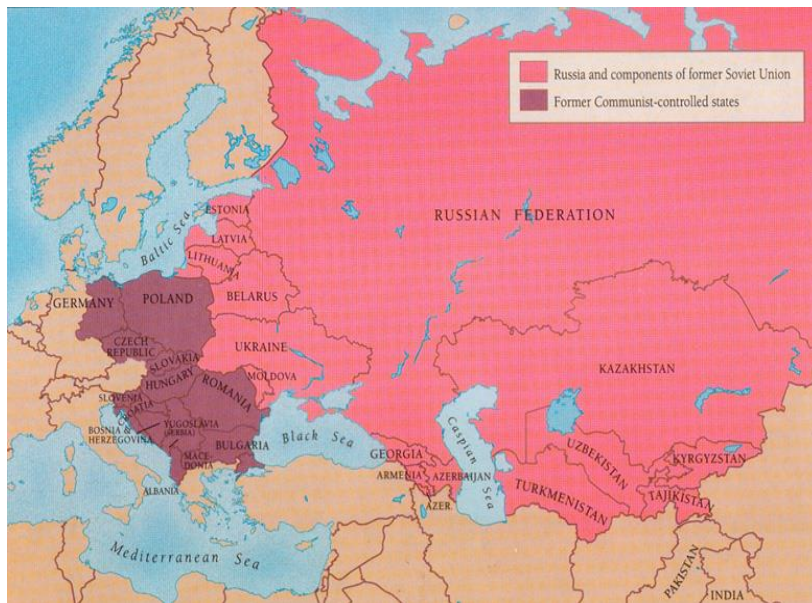 Russia and components of former Soviet Union
Former Communist-controlled states
RUSSIAN FEDERATION
ESTONIA
LATVIA
LITHUANIA
Baltic Sea
BELARUS
GERMANY
POLAND
CZECH
REPUBLIC
SLOVAKIA
UKRAINE
HUNGARY
MOLDOVA
ROMANIA
KAZAKHSTAN
SLOVENIA
CROATIA
BOSNIA &
HERZEGOVINA
YUGOSLAVIA
(SERBIA)
BULGARIA
Black Sea
Caspian Sea
MACE-
DONIA
ALBANIA
GEORGIA
ARMENIA
AZERBAIJAN
AZER.
UZBEKISTAN
KYRGYZSTAN
TURKMENISTAN
TAJIKISTAN
Mediterranean Sea
PAKISTAN
INDIA